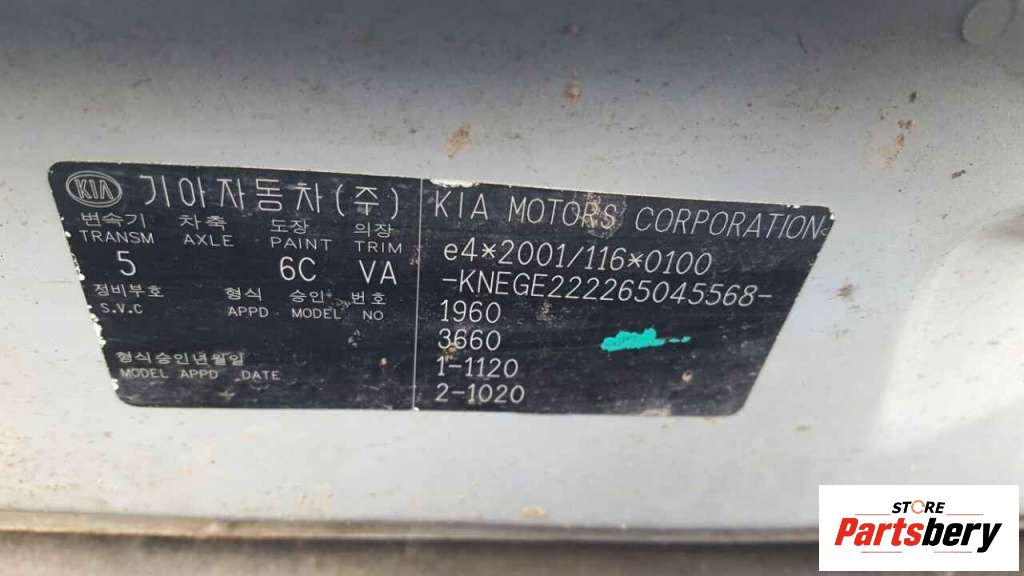 KIA 기아자동차(주)
변속기 차축 도장 의장
TRANSM AXLE PAINT TRIM
5 6C VA
정비부호 형식 승인 번호
S.V.C APPD MODEL NO
형식승인년월일
MODEL APPD DATE
KIA MOTORS CORPORATION
e4*2001/116*0100
-KNEGE222265045568-
1960
3660
1-1120
2-1020
STORE
Partsbery